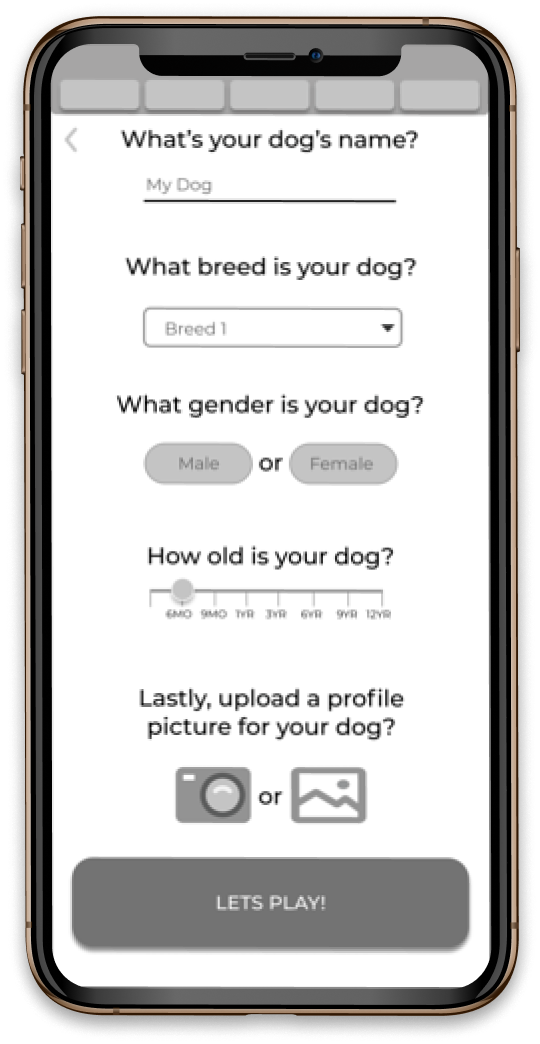 What's your dog's name?
My Dog
What breed is your dog?
Breed 1
What gender is your dog?
Male or Female
How old is your dog?
6MO 9MO 1YR 3YR 6YR 9YR 12YR
Lastly, upload a profile
picture for your dog?
or
LETS PLAY!